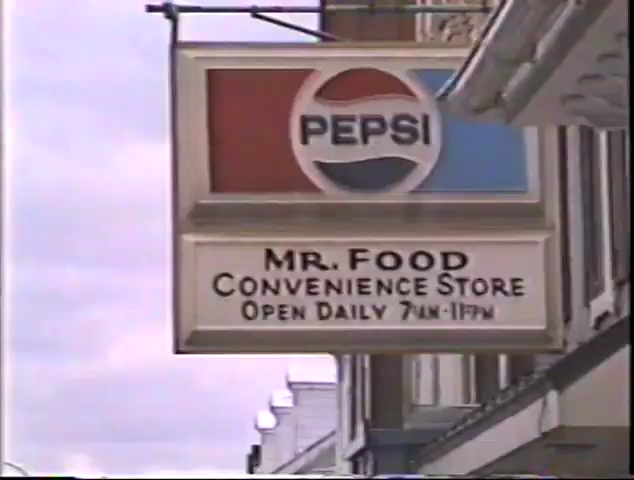 PEPSI
MR. FOOD
CONVENIENCE STORE
OPEN DAILY 7AM-11PM